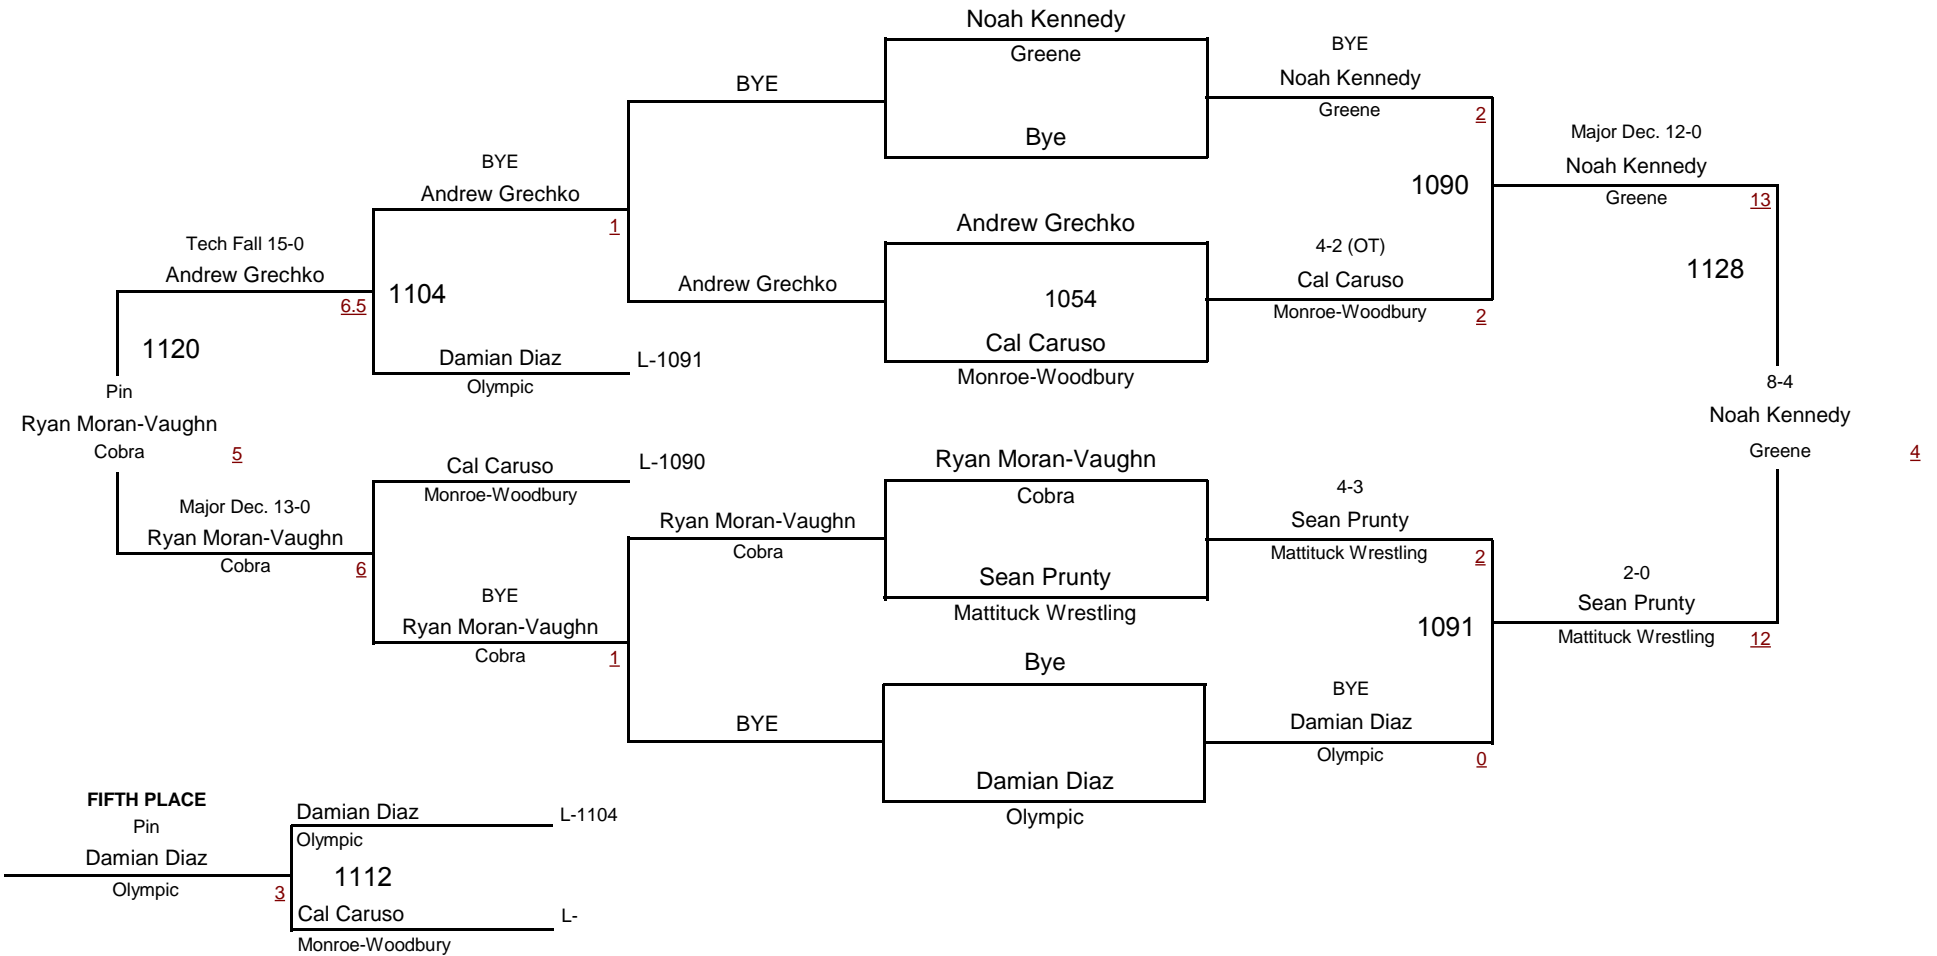 Noah Kennedy
Greene
Bye
BYE
Noah Kennedy
Greene
2
BYE
Major Dec. 12-0
Noah Kennedy
Greene
13
1090
BYE
Andrew Grechko
1
Andrew Grechko
1054
Cal Caruso
Monroe-Woodbury
4-2 (OT)
Cal Caruso
Monroe-Woodbury
2
1128
Tech Fall 15-0
Andrew Grechko
6.5
1104
Andrew Grechko
1120
Damian Diaz
Olympic
L-1091
Pin
Ryan Moran-Vaughn
Cobra
5
8-4
Noah Kennedy
Greene
4
Cal Caruso
Monroe-Woodbury
L-1090
Ryan Moran-Vaughn
Cobra
Sean Prunty
Mattituck Wrestling
4-3
Sean Prunty
Mattituck Wrestling
2
Major Dec. 13-0
Ryan Moran-Vaughn
Cobra
6
Ryan Moran-Vaughn
Cobra
BYE
Ryan Moran-Vaughn
Cobra
1
1091
2-0
Sean Prunty
Mattituck Wrestling
12
Bye
Damian Diaz
Olympic
BYE
BYE
Damian Diaz
Olympic
0
FIFTH PLACE
Pin
Damian Diaz
Olympic
3
Damian Diaz
Olympic
L-1104
1112
Cal Caruso
Monroe-Woodbury
L-